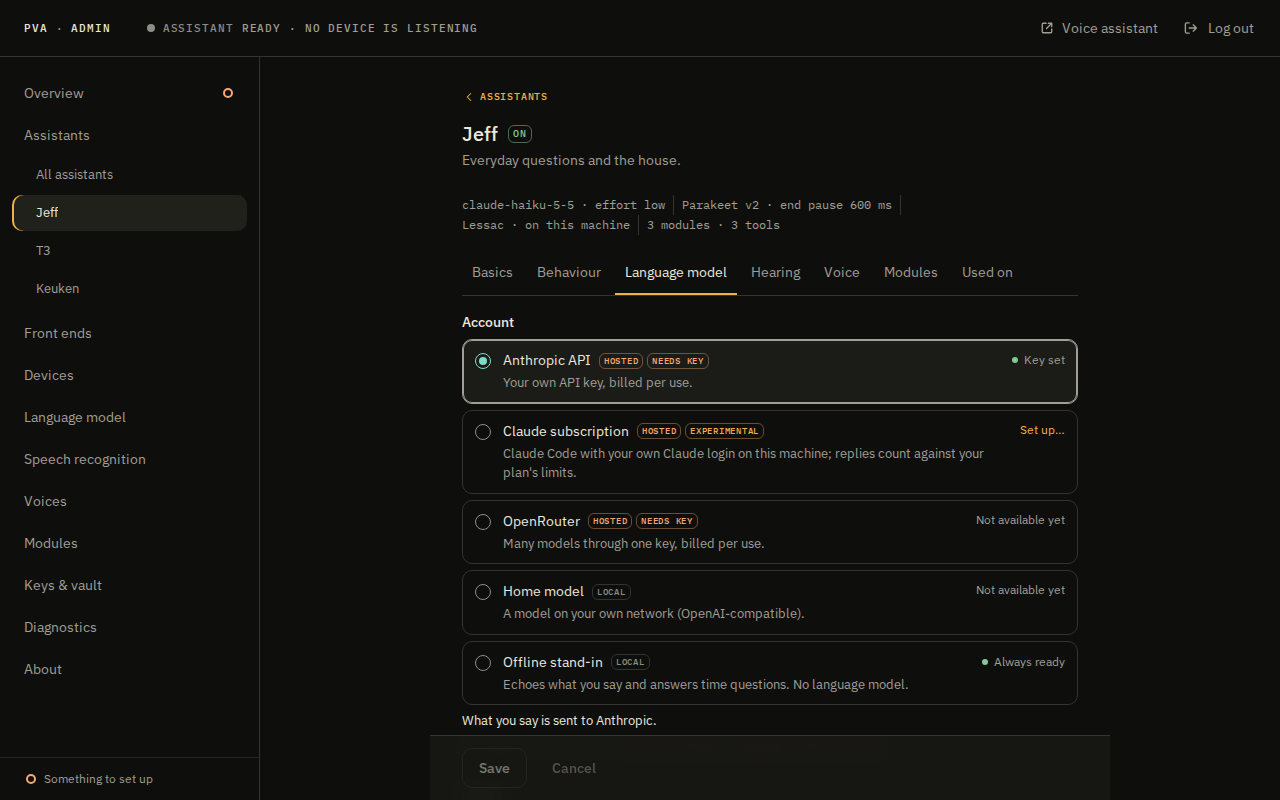 PVA · ADMIN
ASSISTANT READY · NO DEVICE IS LISTENING
Voice assistant
Log out
Overview
Assistants
All assistants
Jeff
T3
Keuken
Front ends
Devices
Language model
Speech recognition
Voices
Modules
Keys & vault
Diagnostics
About
Something to set up
ASSISTANTS
Jeff ON
Everyday questions and the house.
claude-haiku-5-5 · effort low | Parakeet v2 · end pause 600 ms |
Lessac · on this machine | 3 modules · 3 tools
Basics Behaviour Language model Hearing Voice Modules Used on
Account
Anthropic API HOSTED NEEDS KEY Key set
Your own API key, billed per use.
Claude subscription HOSTED EXPERIMENTAL Set up…
Claude Code with your own Claude login on this machine; replies count against your
plan's limits.
OpenRouter HOSTED NEEDS KEY Not available yet
Many models through one key, billed per use.
Home model LOCAL Not available yet
A model on your own network (OpenAI-compatible).
Offline stand-in LOCAL Always ready
Echoes what you say and answers time questions. No language model.
What you say is sent to Anthropic.
Save Cancel